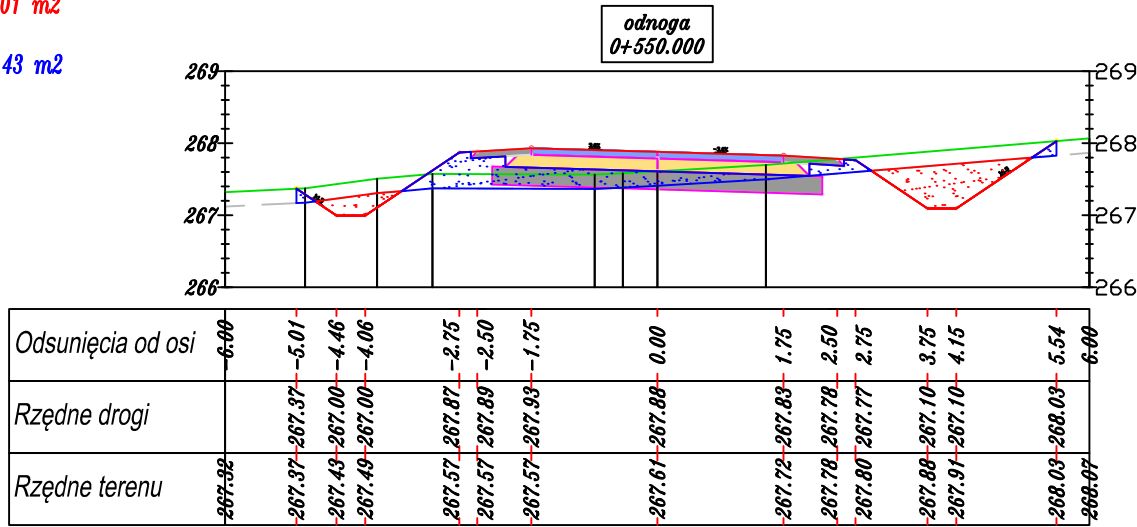 01 m2
odnoga
0+550.000
43 m2
269 269
268 268
267 267
266 266
Odsunięcia od osi -6.00 -5.01 -4.46 -4.06 -2.75 -2.50 -1.75 0.00 1.75 2.50 2.75 3.75 4.15 5.54 6.00
Rzędne drogi 267.37 267.00 267.00 267.87 267.89 267.93 267.88 267.83 267.78 267.77 267.10 267.10 268.03
Rzędne terenu 267.32 267.37 267.43 267.49 267.57 267.57 267.57 267.61 267.72 267.78 267.80 267.88 267.91 268.03 268.07